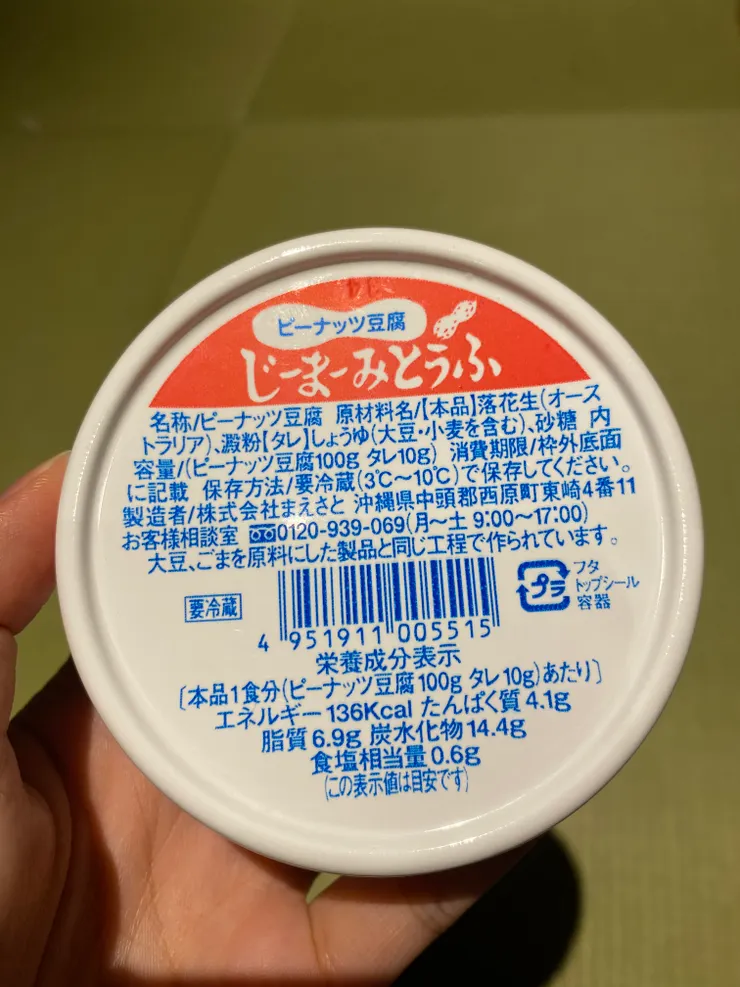 ピーナッツ豆腐
じーまーみとうふ
名称/ピーナッツ豆腐 原材料名/【本品】落花生(オース
トラリア)、澱粉【タレ】しょうゆ(大豆・小麦を含む)、砂糖 内
容量/(ピーナッツ豆腐100g タレ10g) 消費期限/枠外底面
に記載 保存方法/要冷蔵(3℃~10℃)で保存してください。
製造者/株式会社まえさと 沖縄県中頭郡西原町東崎4番11
お客様相談室 0120-939-069(月~土 9:00~17:00)
大豆、ごまを原料にした製品と同じ工程で作られています。
要冷蔵
4 951911 005515
プラ
フタ
トップシール
容器
栄養成分表示
〔本品1食分(ピーナッツ豆腐100g タレ10g)あたり〕
エネルギー136Kcal たんぱく質4.1g
脂質6.9g 炭水化物14.4g
食塩相当量0.6g
(この表示値は目安です)